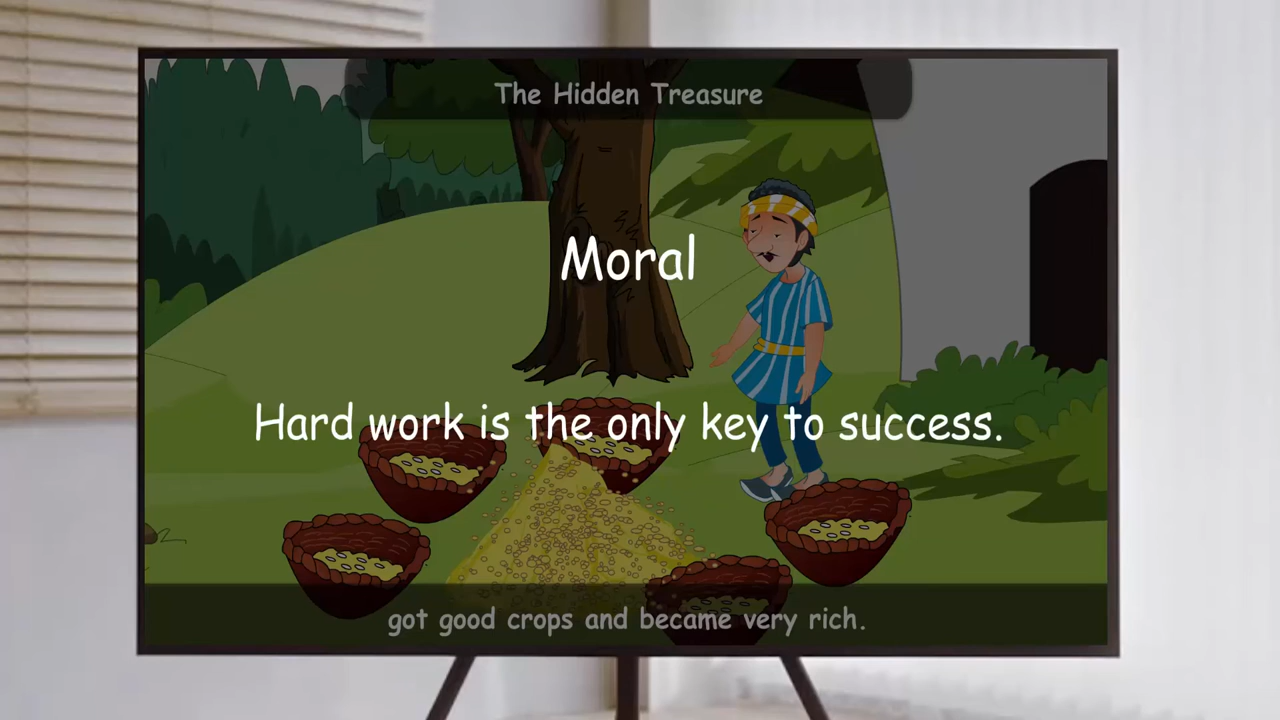 The Hidden Treasure
Moral
Hard work is the only key to success.
got good crops and became very rich.